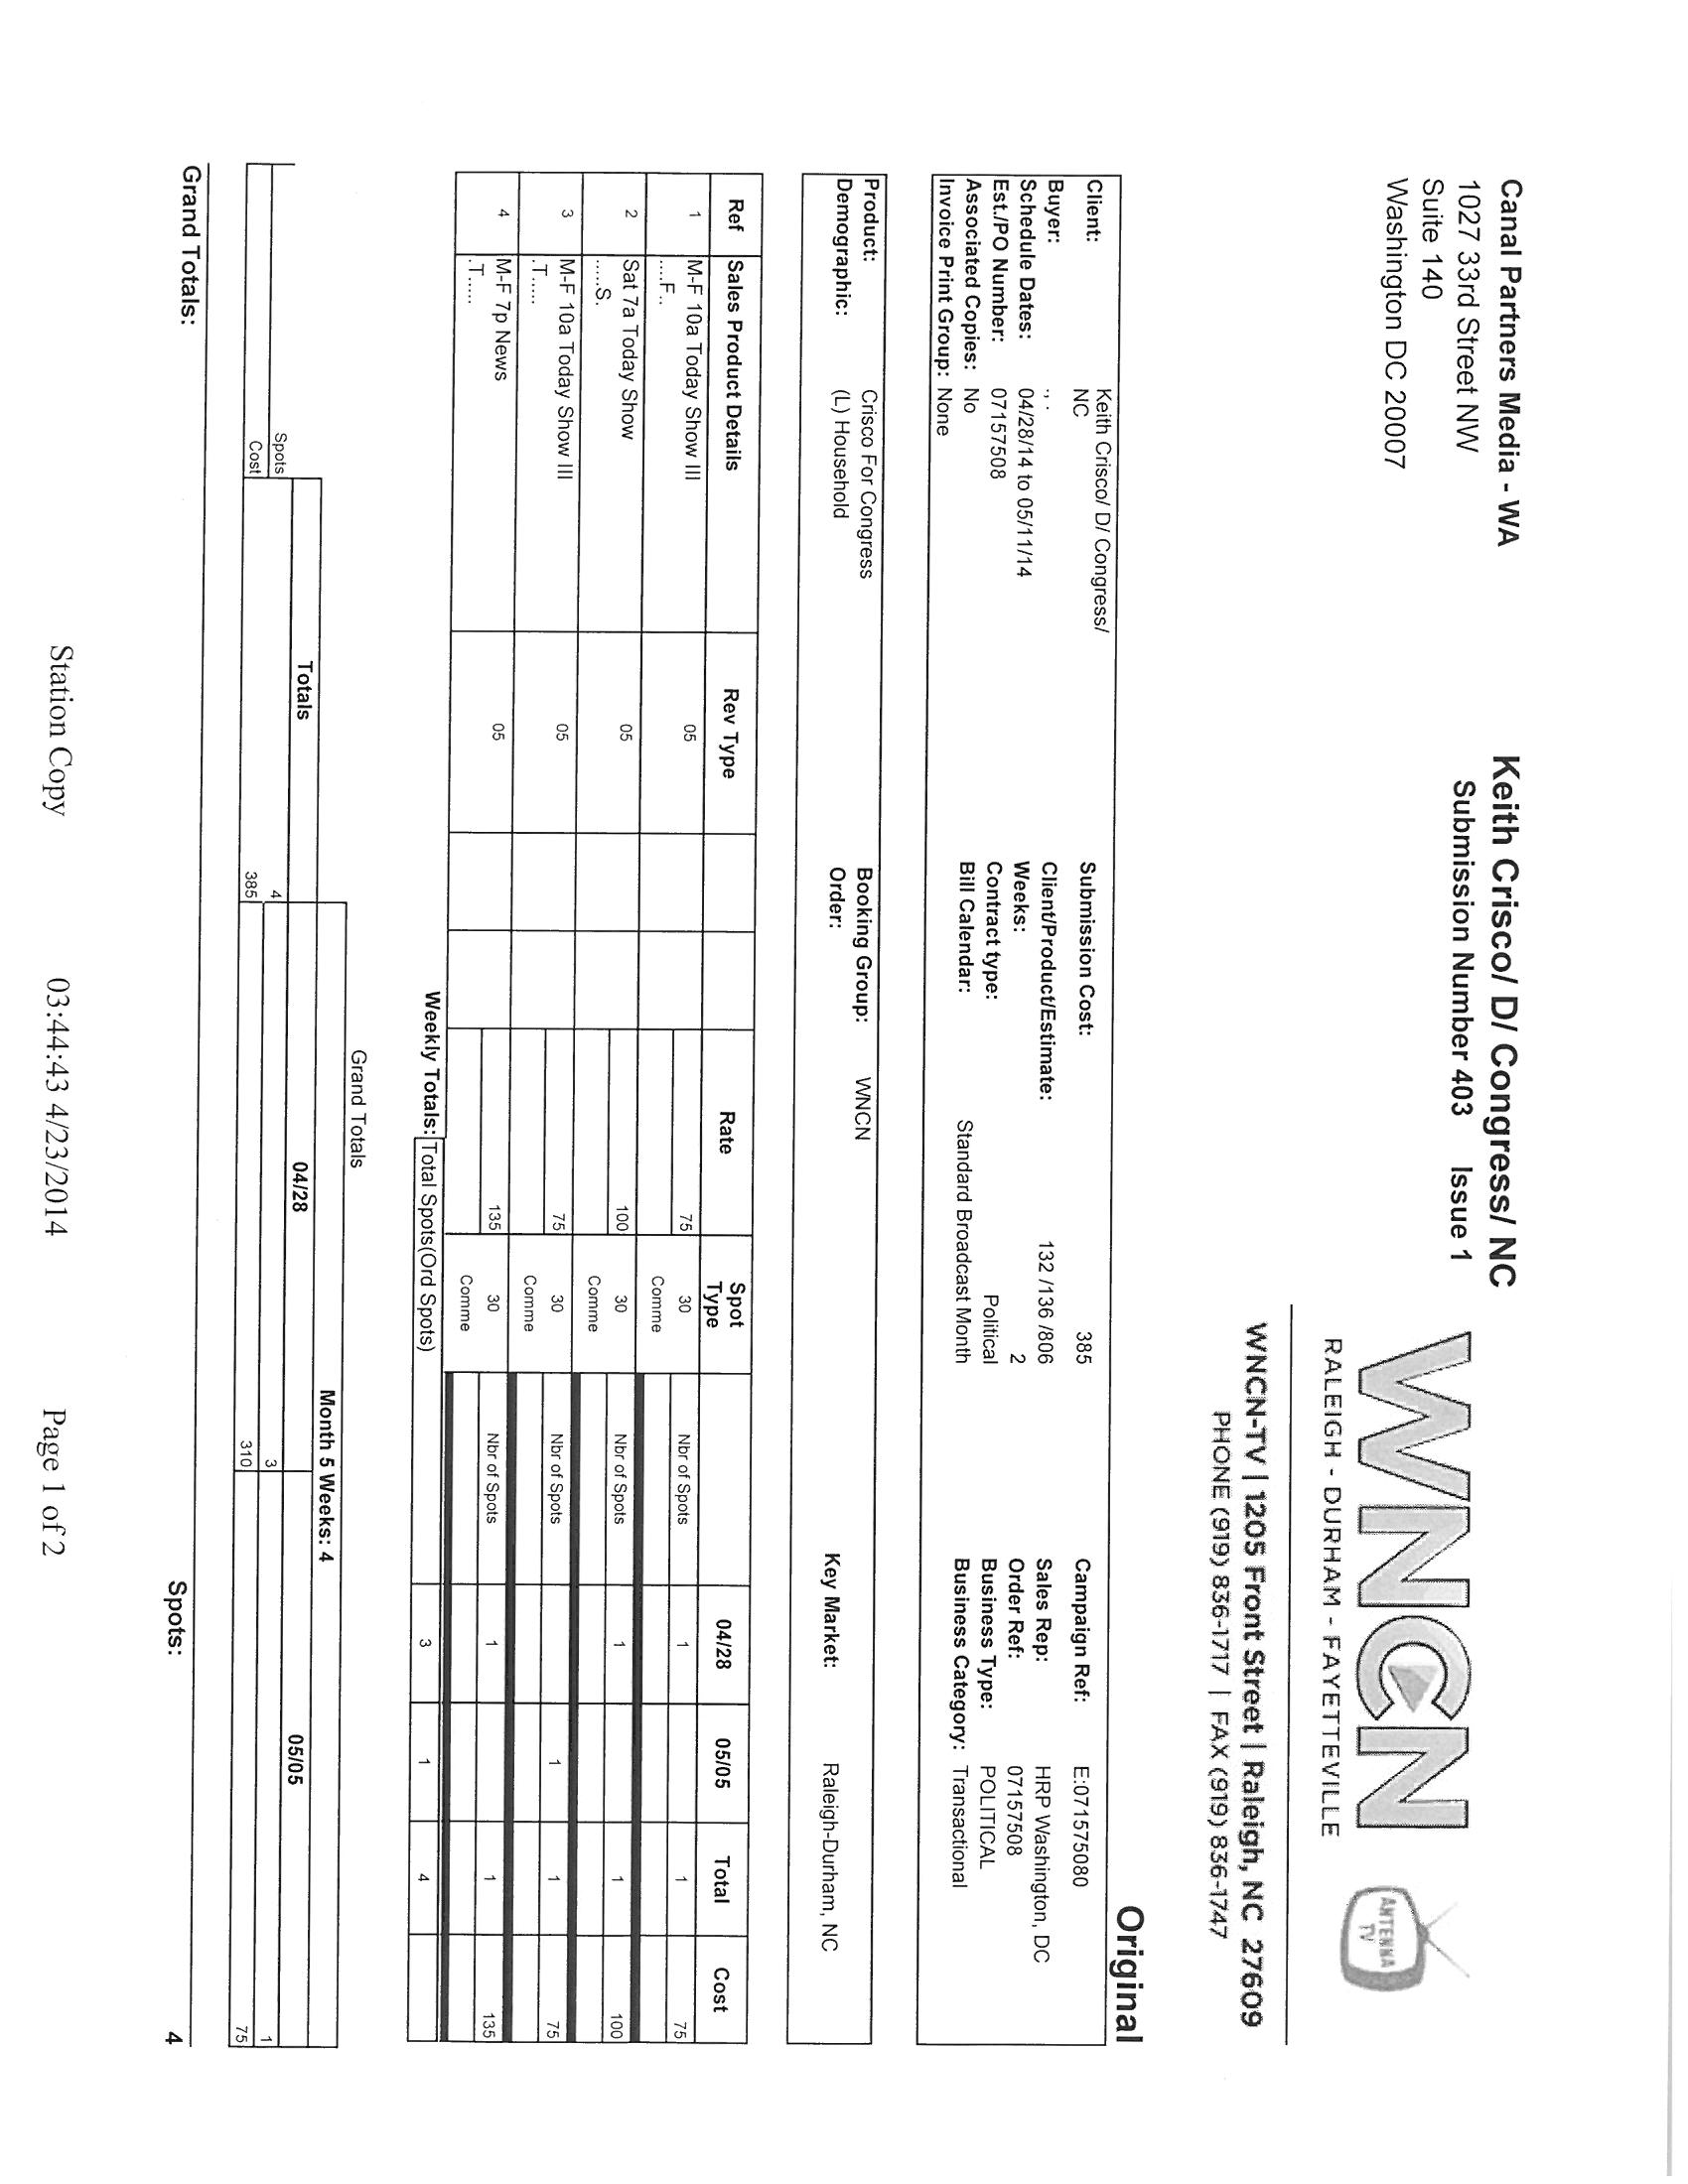 Canal Partners Media - WA
1027 33rd Street NW
Suite 140
Washington DC 20007
Keith Crisco/ D/ Congress/ NC
Submission Number 403 Issue 1
WNCN
RALEIGH - DURHAM - FAYETTEVILLE
ANTENNA
TV
WNCN-TV | 1205 Front Street | Raleigh, NC 27609
PHONE (919) 836-1717 | FAX (919) 836-1747
Original
Client: Keith Crisco/ D/ Congress/
NC
Submission Cost: 385
Campaign Ref: E:071575080
Buyer: ., .
Client/Product/Estimate: 132 /136 /806
Sales Rep: HRP Washington, DC
Schedule Dates: 04/28/14 to 05/11/14
Weeks: 2
Order Ref: 07157508
Est./PO Number: 07157508
Contract type: Political
Business Type: POLITICAL
Associated Copies: No
Bill Calendar: Standard Broadcast Month
Business Category: Transactional
Invoice Print Group: None
Product: Crisco For Congress
Booking Group: WNCN
Demographic: (L) Household
Order:
Key Market: Raleigh-Durham, NC
Ref Sales Product Details Rev Type Rate Spot Type 04/28 05/05 Total Cost
1 M-F 10a Today Show III 05 75 30 Nbr of Spots 1 1 75
....F.. Comme
2 Sat 7a Today Show 05 100 30 Nbr of Spots 1 1 100
.....S. Comme
3 M-F 10a Today Show III 05 75 30 Nbr of Spots 1 1 75
.T..... Comme
4 M-F 7p News 05 135 30 Nbr of Spots 1 1 135
.T..... Comme
Weekly Totals: Total Spots(Ord Spots) 3 1 4
Grand Totals
Month 5 Weeks: 4
Totals 04/28 05/05
Spots 4 3 1
Cost 385 310 75
Grand Totals: Spots: 4
Station Copy 03:44:43 4/23/2014 Page 1 of 2